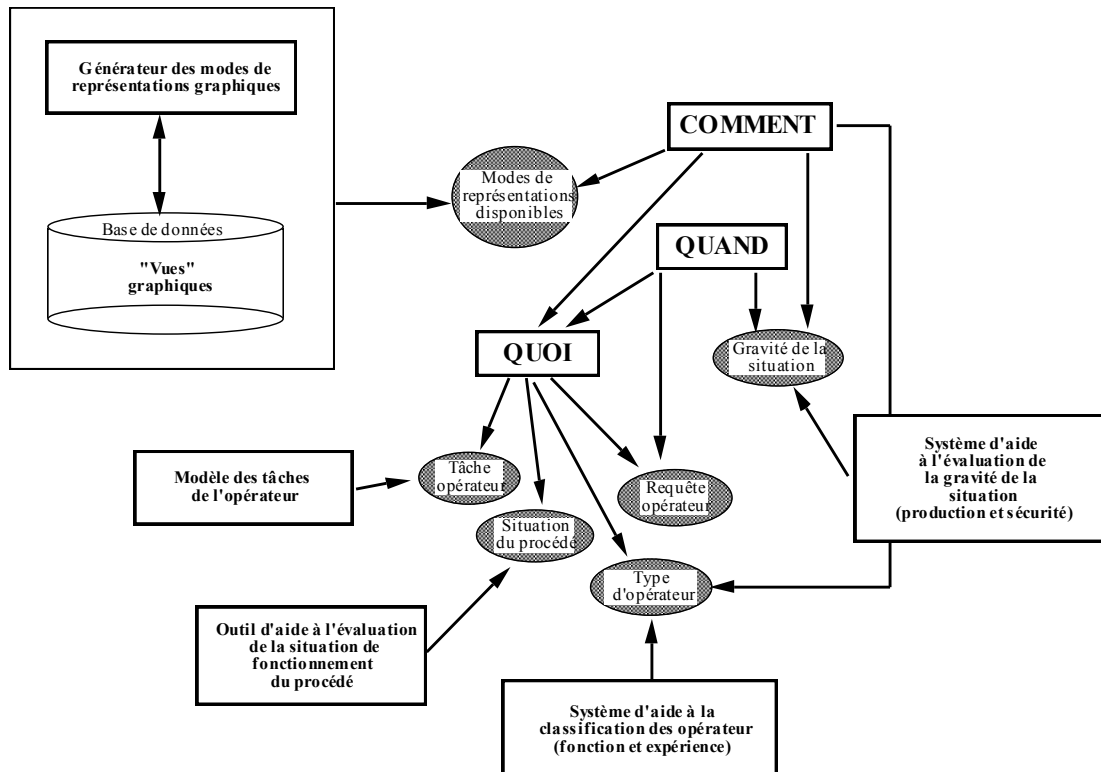 Générateur des modes de
représentations graphiques
Base de données
"Vues"
graphiques
COMMENT
Modes de
représentations
disponibles
QUAND
QUOI
Gravité de la
situation
Modèle des tâches
de l'opérateur
Tâche
opérateur
Requête
opérateur
Système d'aide
à l'évaluation de
la gravité de la
situation
(production et sécurité)
Situation
du procédé
Type
d'opérateur
Outil d'aide à l'évaluation
de la situation de
fonctionnement
du procédé
Système d'aide à la
classification des opérateur
(fonction et expérience)